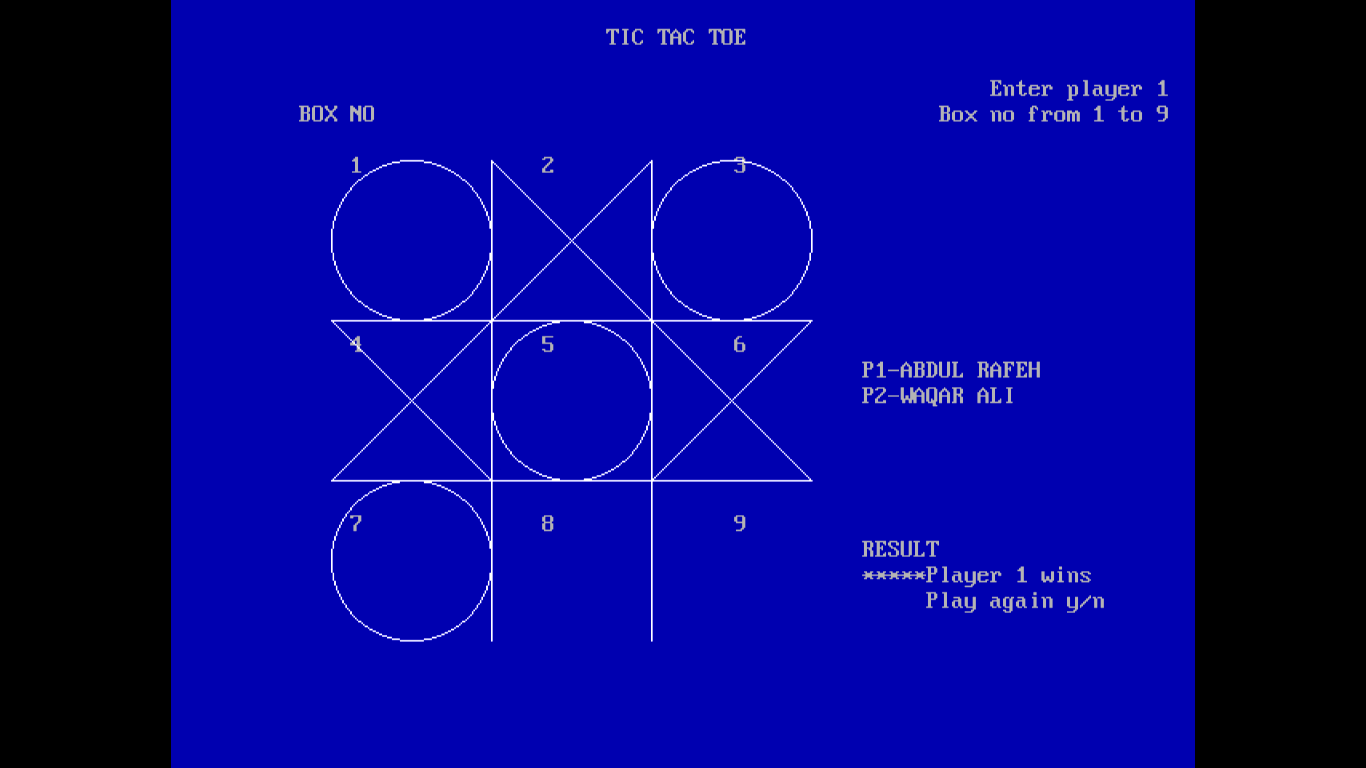 TIC TAC TOE
Enter player 1
BOX NO
Box no from 1 to 9
1 2 3
4 5 6
P1-ABDUL RAFEH
P2-WAQAR ALI
7 8 9
RESULT
*****Player 1 wins
Play again y/n